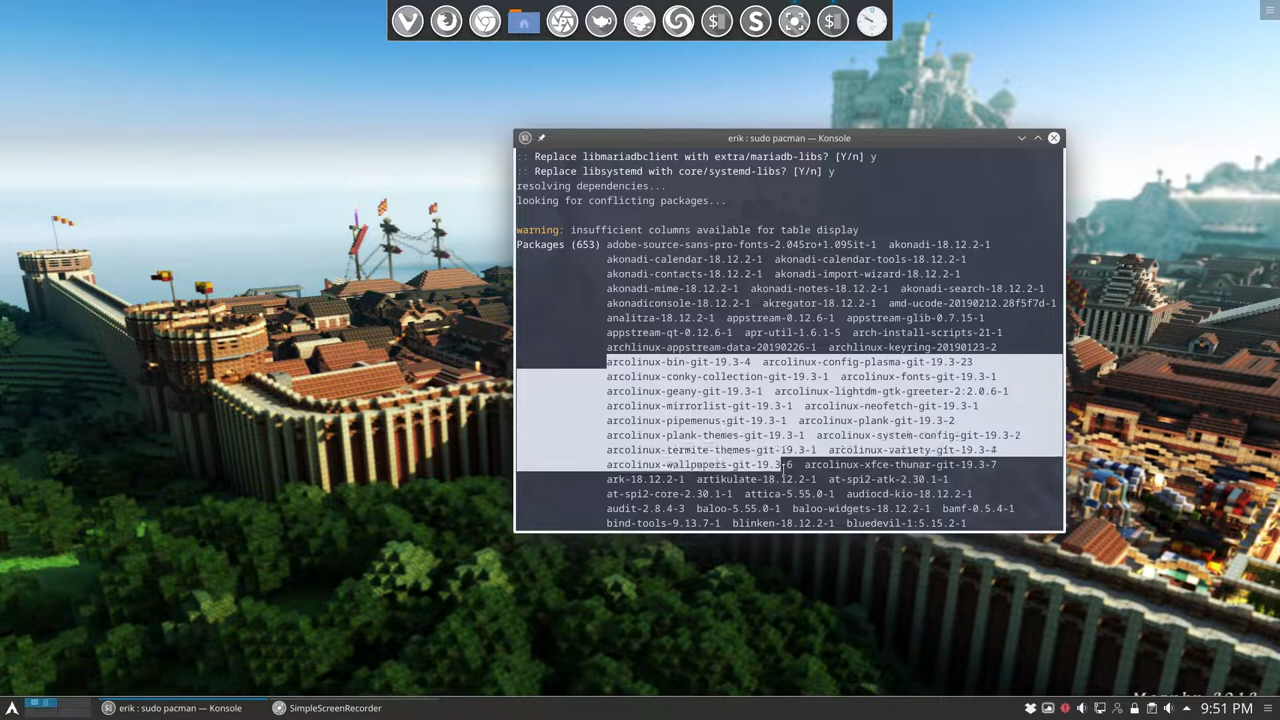 erik : sudo pacman — Konsole
:: Replace libmariadbclient with extra/mariadb-libs? [Y/n] y
:: Replace libsystemd with core/systemd-libs? [Y/n] y
resolving dependencies...
looking for conflicting packages...
warning: insufficient columns available for table display
Packages (653) adobe-source-sans-pro-fonts-2.045ro+1.095it-1 akonadi-18.12.2-1
akonadi-calendar-18.12.2-1 akonadi-calendar-tools-18.12.2-1
akonadi-contacts-18.12.2-1 akonadi-import-wizard-18.12.2-1
akonadi-mime-18.12.2-1 akonadi-notes-18.12.2-1 akonadi-search-18.12.2-1
akonadiconsole-18.12.2-1 akregator-18.12.2-1 amd-ucode-20190212.28f5f7d-1
analitza-18.12.2-1 appstream-0.12.6-1 appstream-glib-0.7.15-1
appstream-qt-0.12.6-1 apr-util-1.6.1-5 arch-install-scripts-21-1
archlinux-appstream-data-20190226-1 archlinux-keyring-20190123-2
arcolinux-bin-git-19.3-4 arcolinux-config-plasma-git-19.3-23
arcolinux-conky-collection-git-19.3-1 arcolinux-fonts-git-19.3-1
arcolinux-geany-git-19.3-1 arcolinux-lightdm-gtk-greeter-2:2.0.6-1
arcolinux-mirrorlist-git-19.3-1 arcolinux-neofetch-git-19.3-1
arcolinux-pipemenus-git-19.3-1 arcolinux-plank-git-19.3-2
arcolinux-plank-themes-git-19.3-1 arcolinux-system-config-git-19.3-2
arcolinux-termite-themes-git-19.3-1 arcolinux-variety-git-19.3-4
arcolinux-wallpapers-git-19.3-6 arcolinux-xfce-thunar-git-19.3-7
ark-18.12.2-1 artikulate-18.12.2-1 at-spi2-atk-2.30.1-1
at-spi2-core-2.30.1-1 attica-5.55.0-1 audiocd-kio-18.12.2-1
audit-2.8.4-3 baloo-5.55.0-1 baloo-widgets-18.12.2-1 bamf-0.5.4-1
bind-tools-9.13.7-1 blinken-18.12.2-1 bluedevil-1:5.15.2-1
erik : sudo pacman — Konsole
SimpleScreenRecorder
9:51 PM